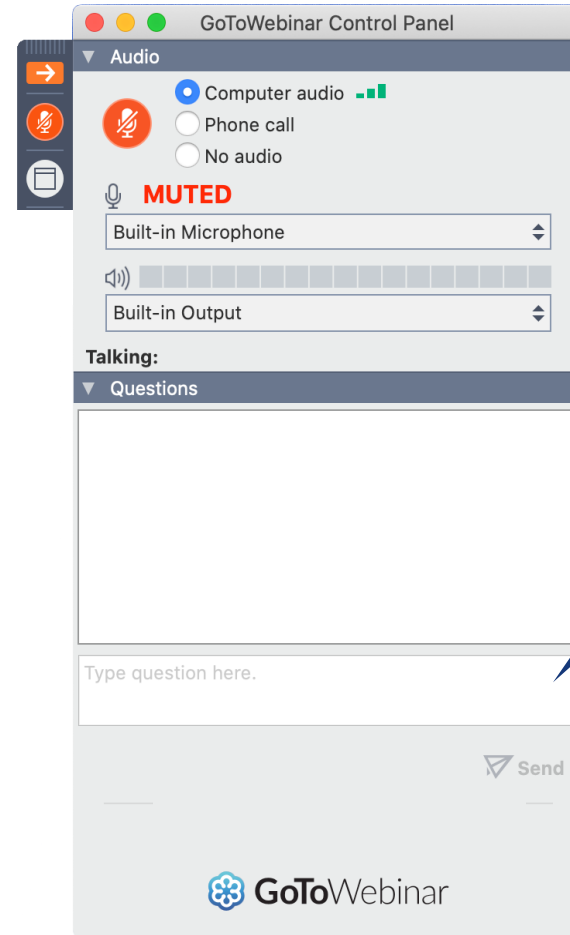 GoToWebinar Control Panel
Audio
Computer audio
Phone call
No audio
MUTED
Built-in Microphone
Built-in Output
Talking:
Questions
Type question here.
Send
GoToWebinar